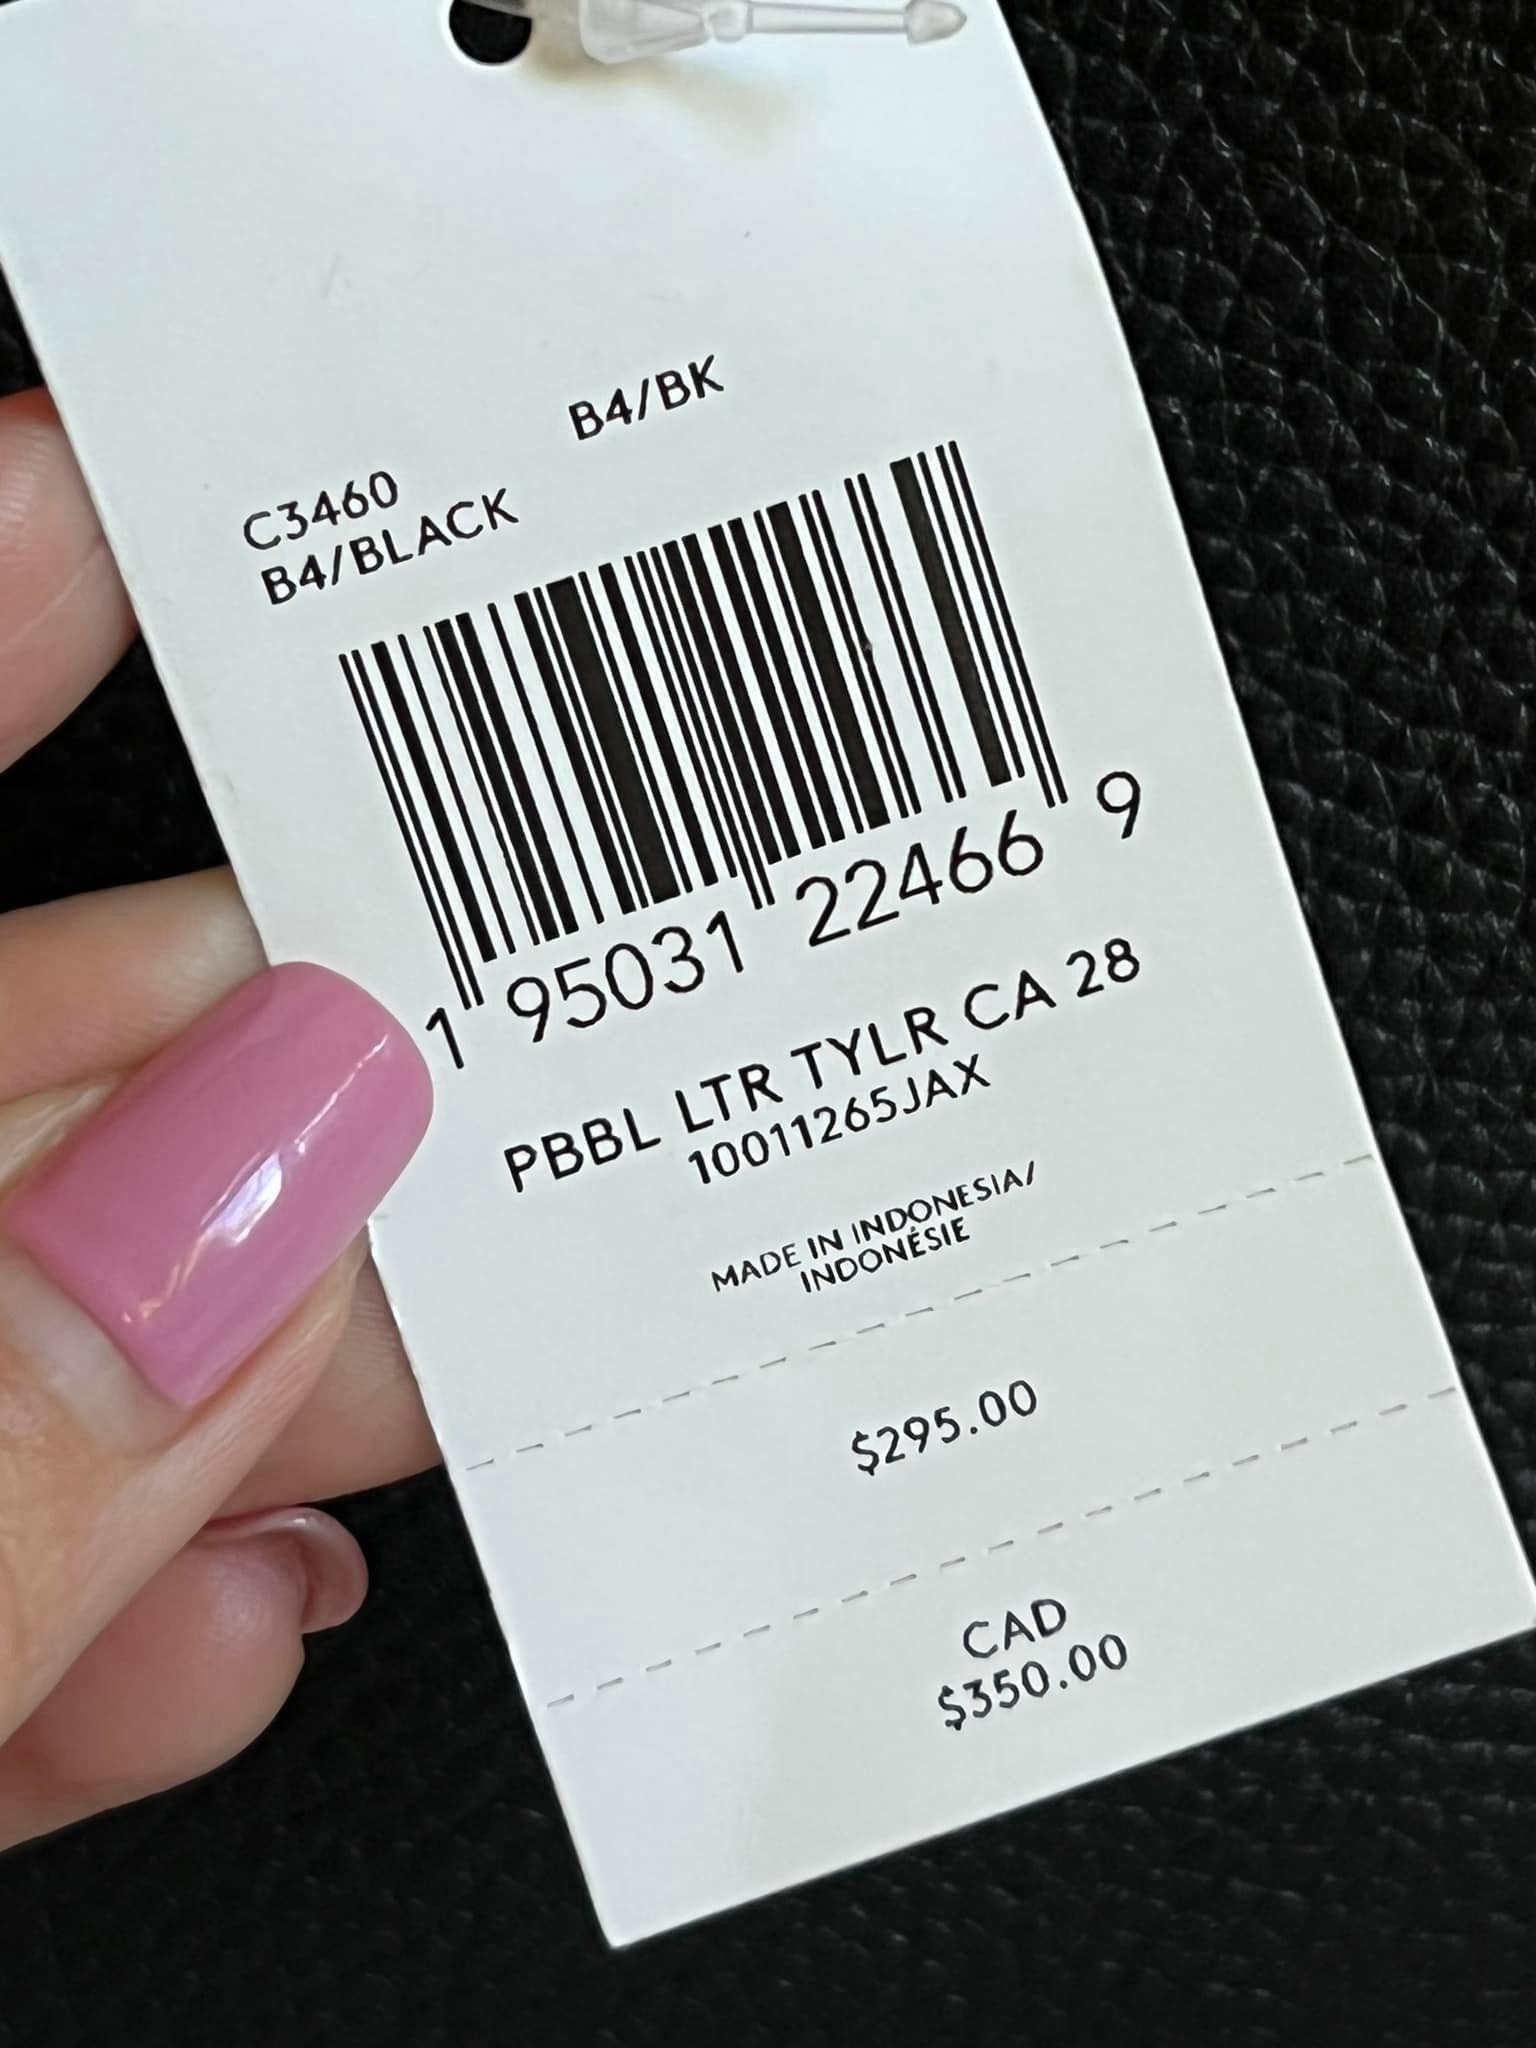 B4/BK
C3460
B4/BLACK
1 95031 22466 9
PBBL LTR TYLR CA 28
10011265JAX
MADE IN INDONESIA/
INDONÉSIE
$295.00
CAD
$350.00